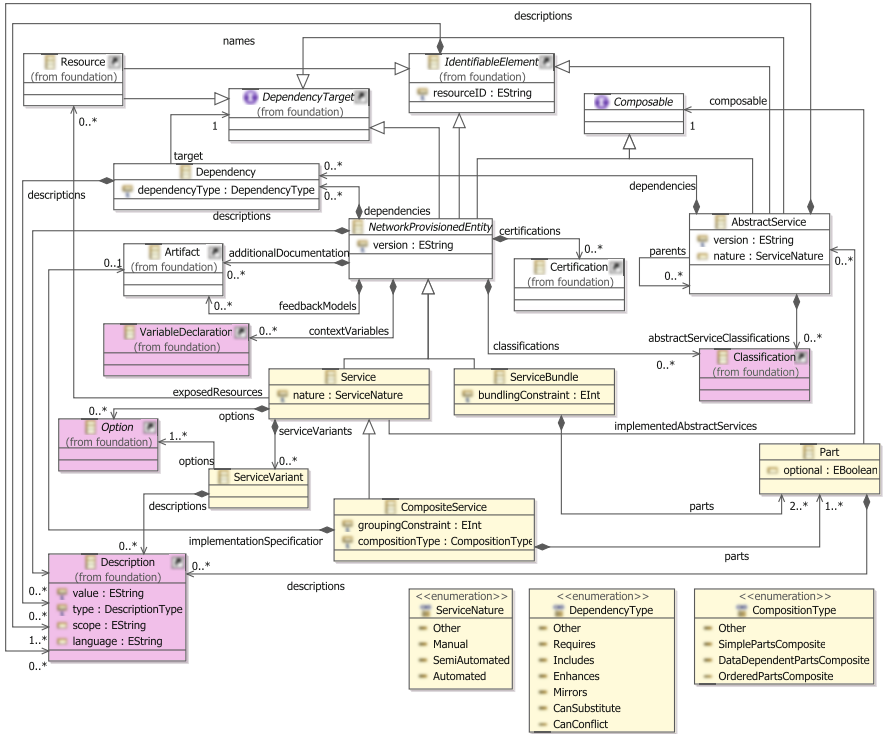 descriptions
names
Resource
(from foundation)
IdentifiableElement
(from foundation)
resourceID : EString
DependencyTarget
(from foundation)
Composable
composable
1
0..*
1
target
Dependency
dependencyType : DependencyType
0..*
0..*
descriptions
descriptions
dependencies
dependencies
NetworkProvisionedEntity
version : EString
certifications
0..*
AbstractService
version : EString
nature : ServiceNature
parents
0..*
0..*
Artifact
(from foundation)
0..1
additionalDocumentation
0..*
Certification
(from foundation)
feedbackModels
0..*
VariableDeclaration
(from foundation)
0..*
contextVariables
classifications
abstractServiceClassifications
0..*
0..*
Classification
(from foundation)
Service
nature : ServiceNature
ServiceBundle
bundlingConstraint : EInt
exposedResources
0..*
options
Option
(from foundation)
1..*
options
serviceVariants
0..*
implementedAbstractServices
Part
optional : EBoolean
ServiceVariant
descriptions
0..*
CompositeService
groupingConstraint : EInt
compositionType : CompositionType
implementationSpecification
parts
2..*
1..*
parts
Description
(from foundation)
value : EString
type : DescriptionType
scope : EString
language : EString
0..*
0..*
0..*
1..*
0..*
descriptions
<<enumeration>>
ServiceNature
Other
Manual
SemiAutomated
Automated
<<enumeration>>
DependencyType
Other
Requires
Includes
Enhances
Mirrors
CanSubstitute
CanConflict
<<enumeration>>
CompositionType
Other
SimplePartsComposite
DataDependentPartsComposite
OrderedPartsComposite